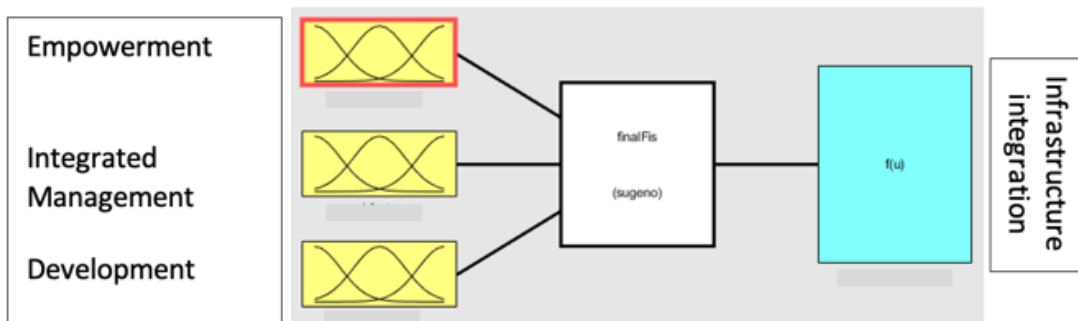 Empowerment
Integrated
Management
Development
finalFis
(sugeno)
f(u)
Infrastructure
integration